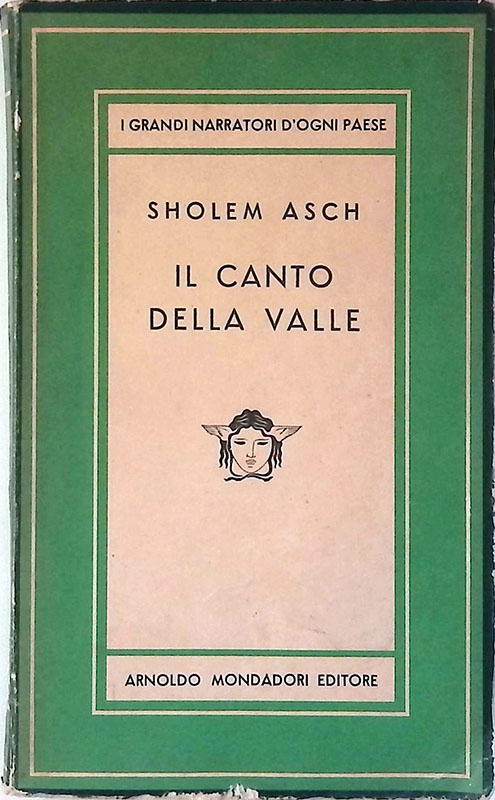 I GRANDI NARRATORI D'OGNI PAESE
SHOLEM ASCH
IL CANTO
DELLA VALLE
ARNOLDO MONDADORI EDITORE